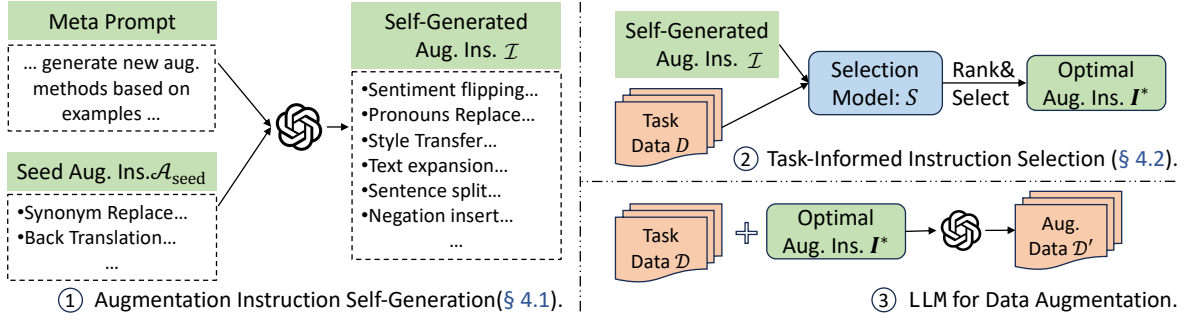 Meta Prompt
... generate new aug.
methods based on
examples ...
Seed Aug. Ins.𝒜seed
•Synonym Replace...
•Back Translation...
...
Self-Generated
Aug. Ins. ℐ
•Sentiment flipping...
•Pronouns Replace...
•Style Transfer...
•Text expansion...
•Sentence split...
•Negation insert...
...
① Augmentation Instruction Self-Generation(§ 4.1).
Self-Generated
Aug. Ins. ℐ
Task
Data D
Selection
Model: S
Rank&
Select
Optimal
Aug. Ins. I*
② Task-Informed Instruction Selection (§ 4.2).
Task
Data 𝒟
Optimal
Aug. Ins. I*
Aug.
Data 𝒟′
③ LLM for Data Augmentation.